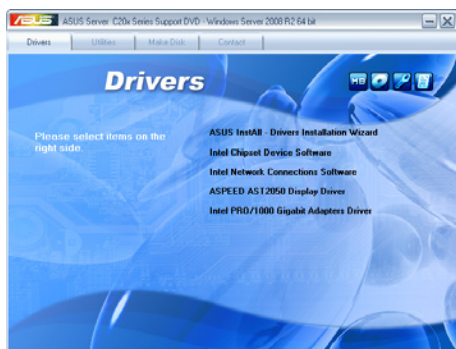 ASUS ASUS Server C20x Series Support DVD - Windows Server 2008 R2 64 bit
Drivers Utilities Make Disk Contact
Drivers
MB
Please select items on the
right side.
ASUS InstAll - Drivers Installation Wizard
Intel Chipset Device Software
Intel Network Connections Software
ASPEED AST2050 Display Driver
Intel PRO/1000 Gigabit Adapters Driver